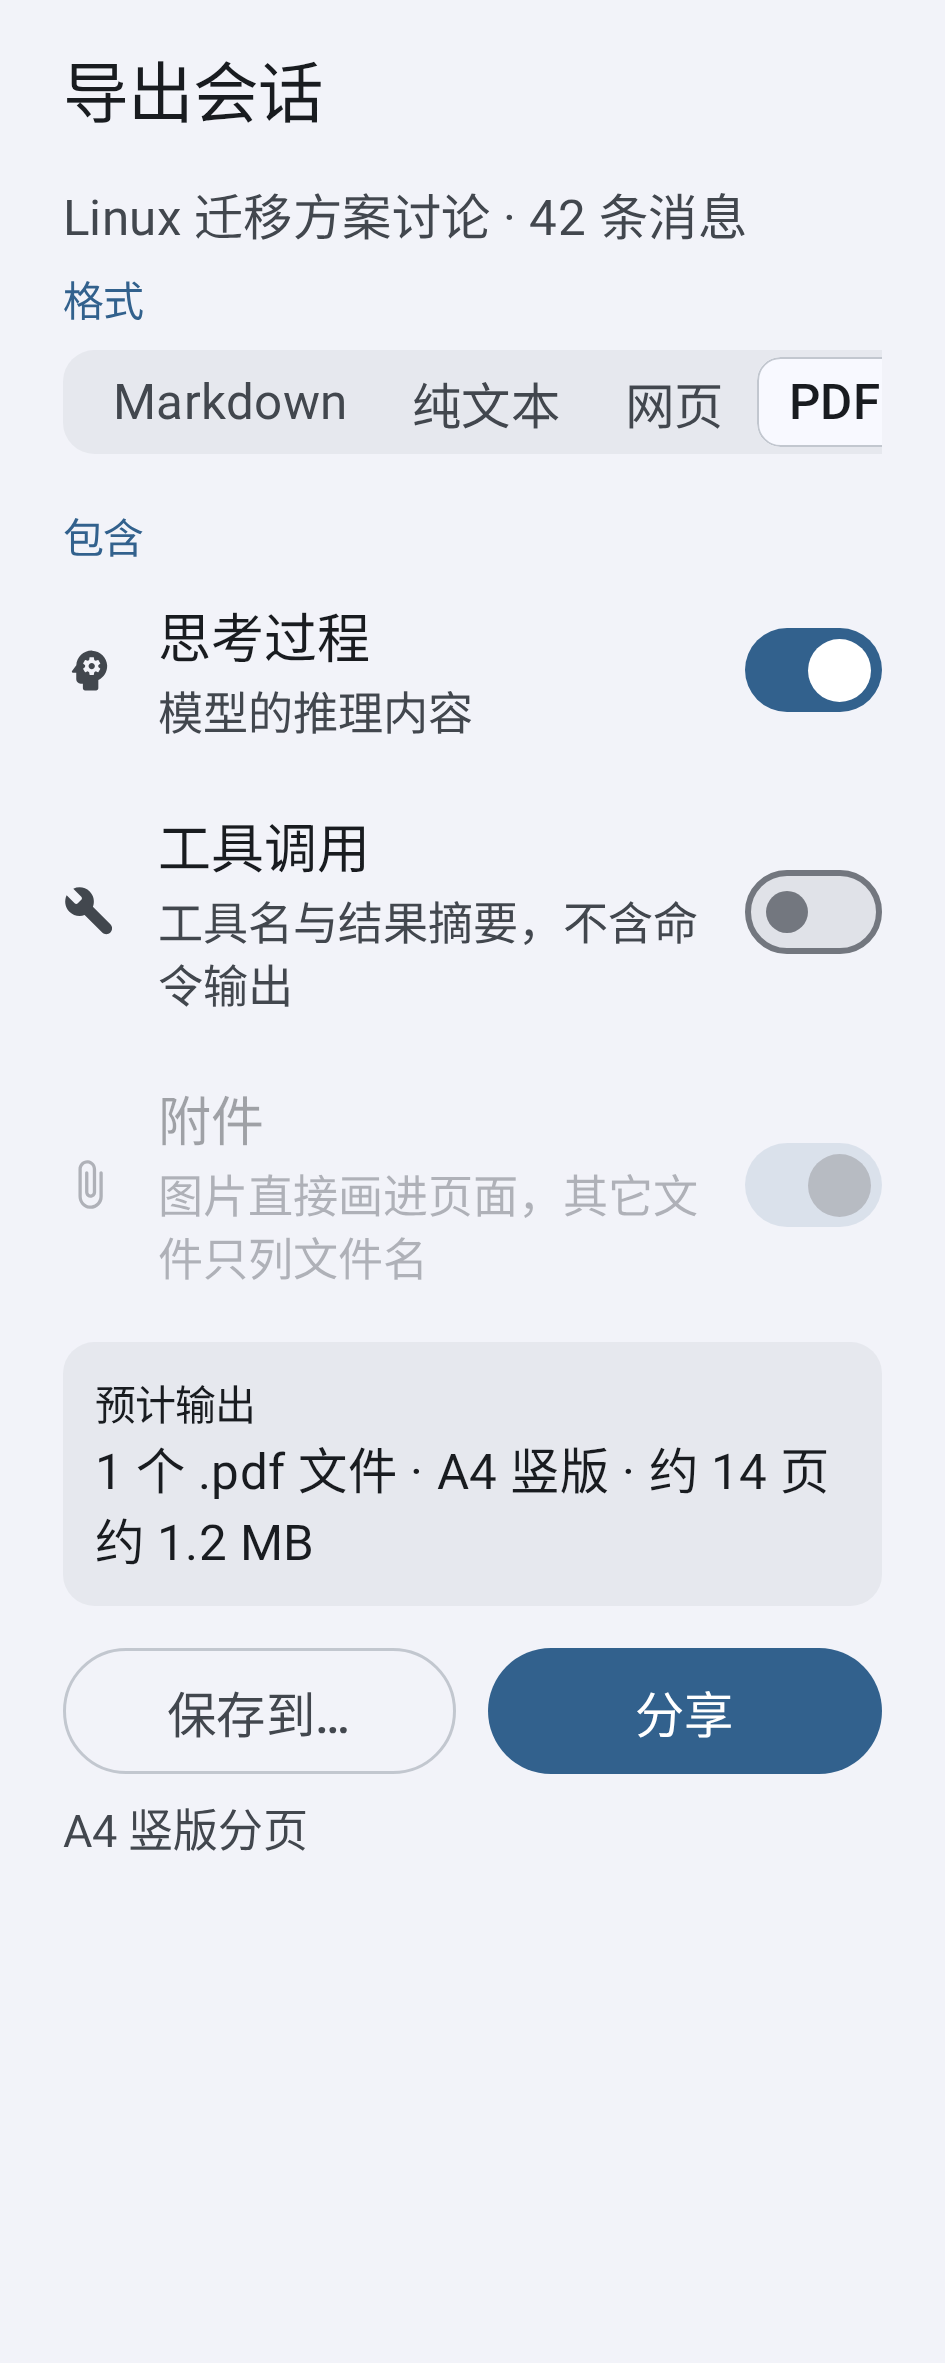 导出会话
Linux 迁移方案讨论 · 42 条消息
格式
Markdown 纯文本 网页 PDF
包含
思考过程
模型的推理内容
工具调用
工具名与结果摘要，不含命
令输出
附件
图片直接画进页面，其它文
件只列文件名
预计输出
1 个 .pdf 文件 · A4 竖版 · 约 14 页
约 1.2 MB
保存到... 分享
A4 竖版分页